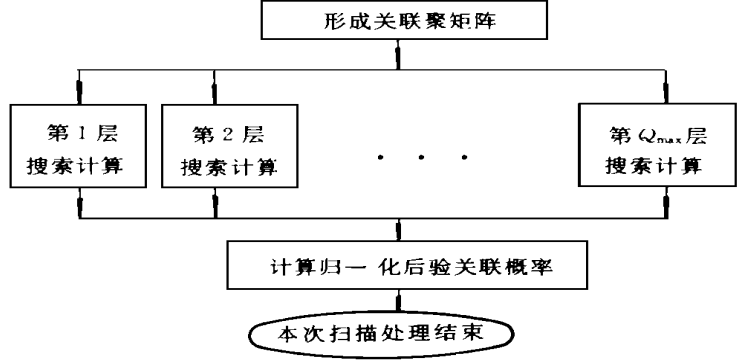 形成关联聚矩阵
第1层
搜索计算
第2层
搜索计算
. . .
第Qmax层
搜索计算
计算归一化后验关联概率
本次扫描处理结束